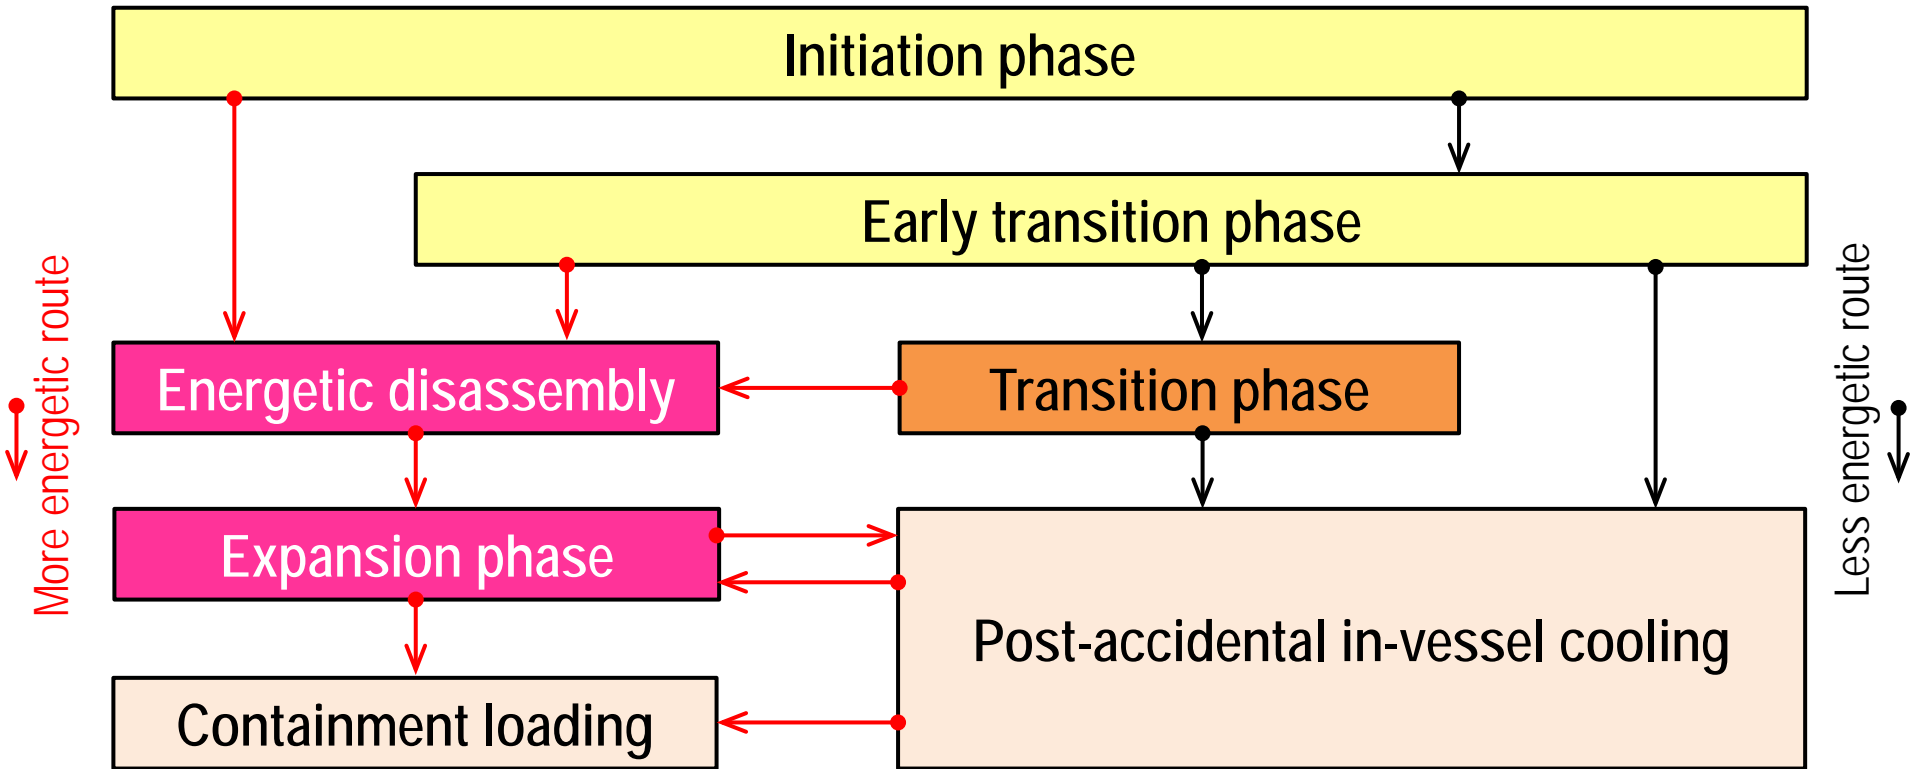 Initiation phase
Early transition phase
More energetic route
Less energetic route
Energetic disassembly
Transition phase
Expansion phase
Post-accidental in-vessel cooling
Containment loading